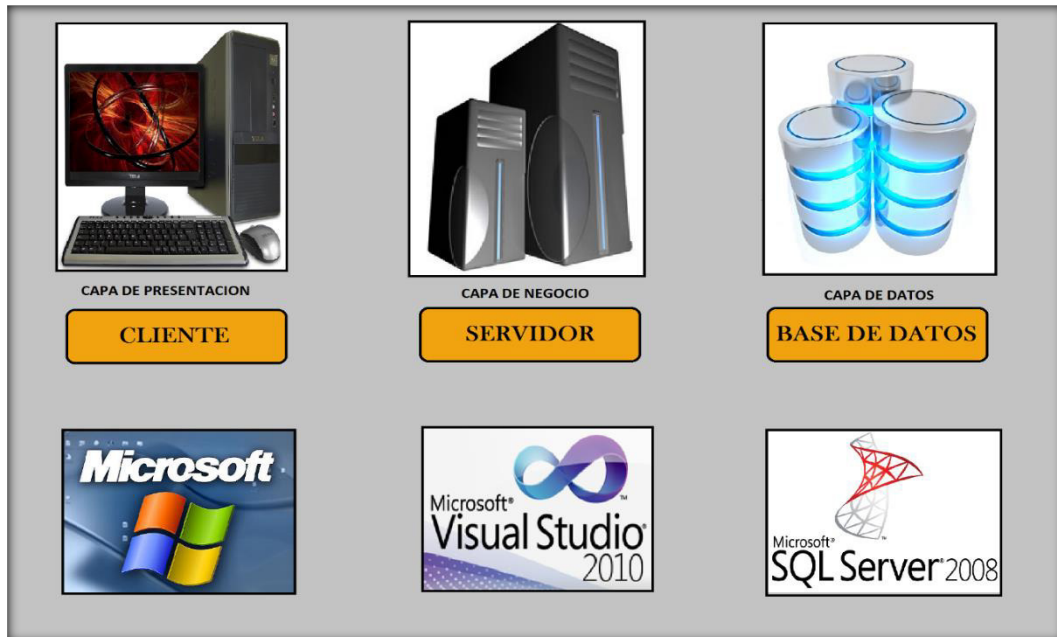 CAPA DE PRESENTACION
CLIENTE
CAPA DE NEGOCIO
SERVIDOR
CAPA DE DATOS
BASE DE DATOS
Microsoft
Microsoft®
Visual Studio®
2010
Microsoft®
SQL Server® 2008